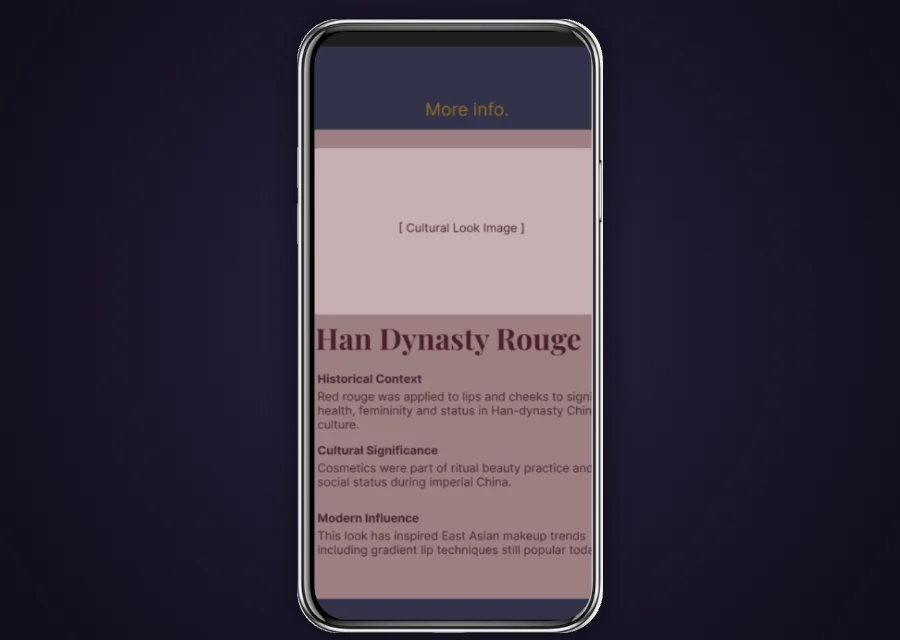 More info.
[ Cultural Look Image ]
Han Dynasty Rouge
Historical Context
Red rouge was applied to lips and cheeks to signi
health, femininity and status in Han-dynasty Chin
culture.
Cultural Significance
Cosmetics were part of ritual beauty practice and
social status during imperial China.
Modern Influence
This look has inspired East Asian makeup trends
including gradient lip techniques still popular toda